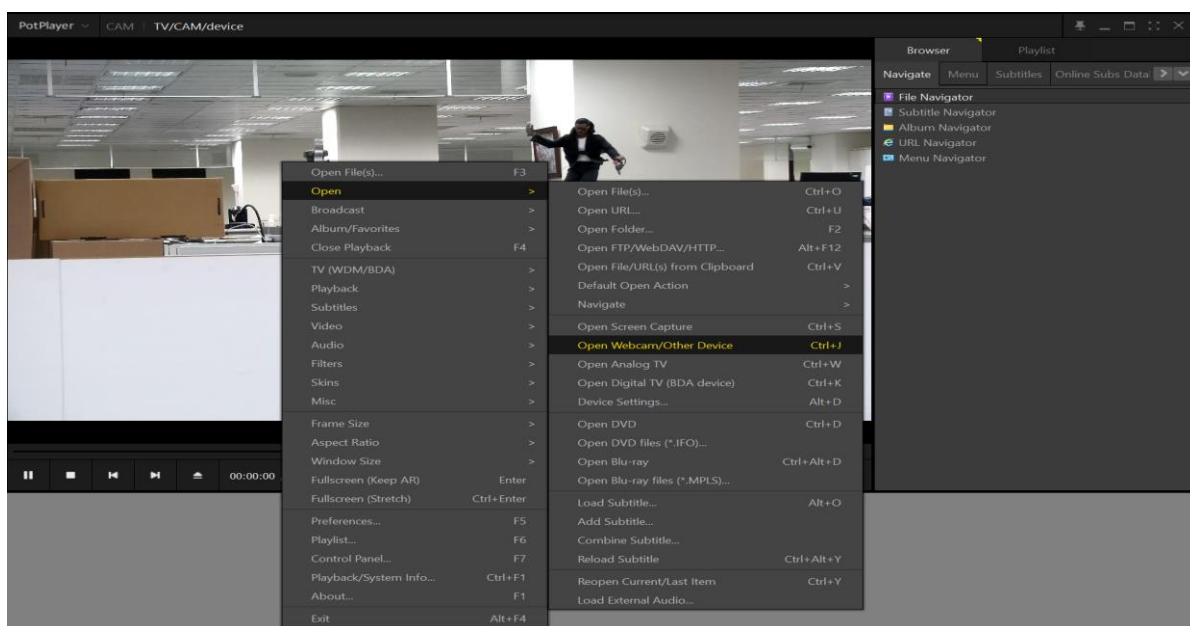 PotPlayer CAM TV/CAM/device
Browser Playlist
Navigate Menu Subtitles Online Subs Data
File Navigator
Subtitle Navigator
Album Navigator
URL Navigator
Menu Navigator
Open File(s)... F3
Open >
Broadcast >
Album/Favorites >
Close Playback F4
TV (WDM/BDA) >
Playback >
Subtitles >
Video >
Audio >
Filters >
Skins >
Misc >
Frame Size >
Aspect Ratio >
Window Size >
Fullscreen (Keep AR) Enter
Fullscreen (Stretch) Ctrl+Enter
Preferences... F5
Playlist... F6
Control Panel... F7
Playback/System Info... Ctrl+F1
About... F1
Exit Alt+F4
Open File(s)... Ctrl+O
Open URL... Ctrl+U
Open Folder... F2
Open FTP/WebDAV/HTTP... Alt+F12
Open File/URL(s) from Clipboard Ctrl+V
Default Open Action >
Navigate >
Open Screen Capture Ctrl+S
Open Webcam/Other Device Ctrl+J
Open Analog TV Ctrl+W
Open Digital TV (BDA device) Ctrl+K
Device Settings... Alt+D
Open DVD Ctrl+D
Open DVD files (*.IFO)...
Open Blu-ray Ctrl+Alt+D
Open Blu-ray files (*.MPLS)...
Load Subtitle... Alt+O
Add Subtitle...
Combine Subtitle...
Reload Subtitle Ctrl+Alt+Y
Reopen Current/Last Item Ctrl+Y
Load External Audio...
00:00:00